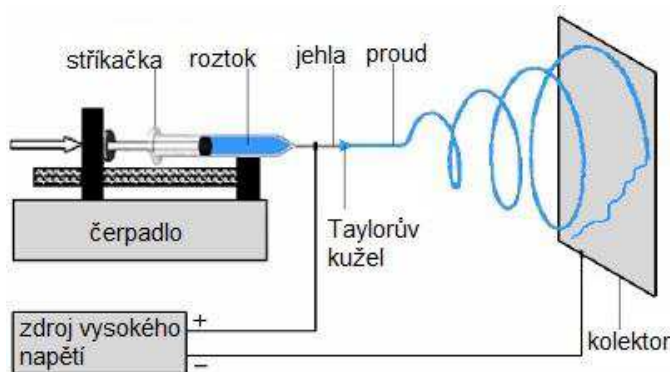 stříkačka
roztok
jehla
proud
čerpadlo
Taylorův
kužel
zdroj vysokého
napětí
+
–
kolektor